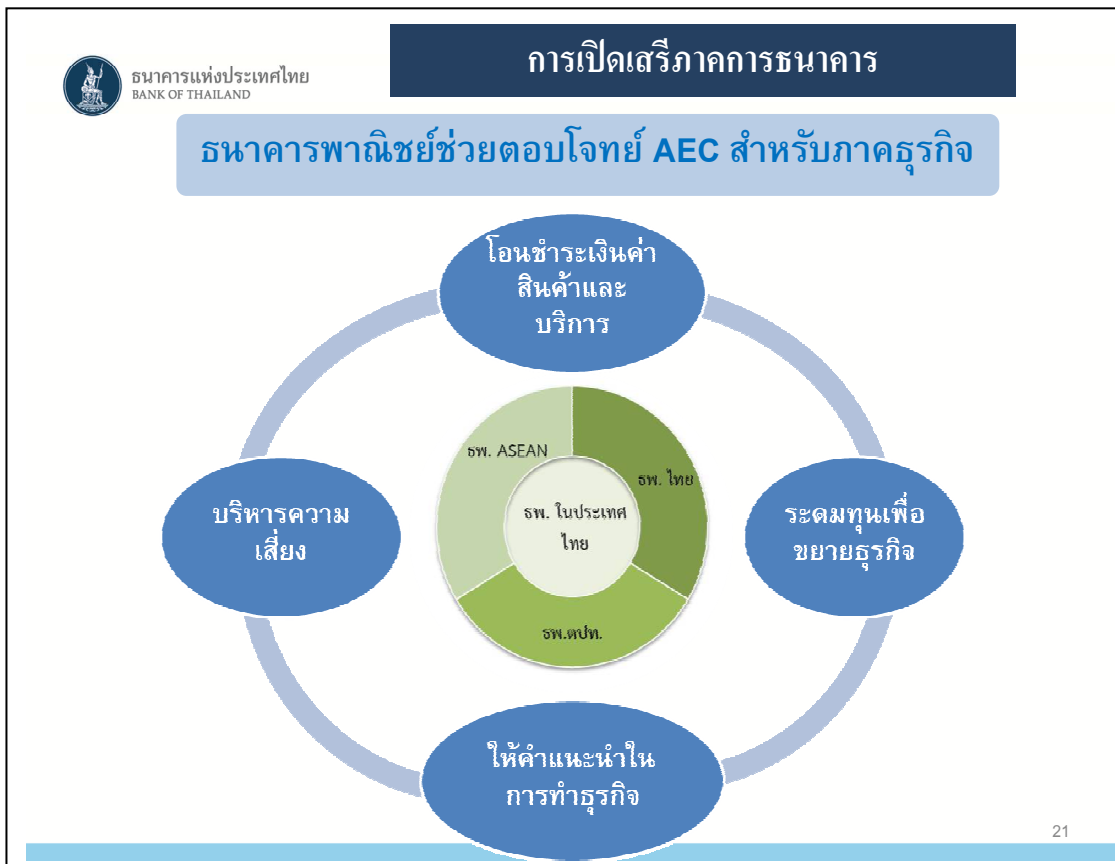 ธนาคารแห่งประเทศไทย
BANK OF THAILAND
การเปิดเสรีภาคการธนาคาร
ธนาคารพาณิชย์ช่วยตอบโจทย์ AEC สำหรับภาคธุรกิจ
โอนชำระเงินค่า
สินค้าและ
บริการ
ธพ. ASEAN
ธพ. ไทย
ธพ. ในประเทศ
ไทย
ธพ.ตปท.
บริหารความ
เสี่ยง
ระดมทุนเพื่อ
ขยายธุรกิจ
ให้คำแนะนำใน
การทำธุรกิจ
21